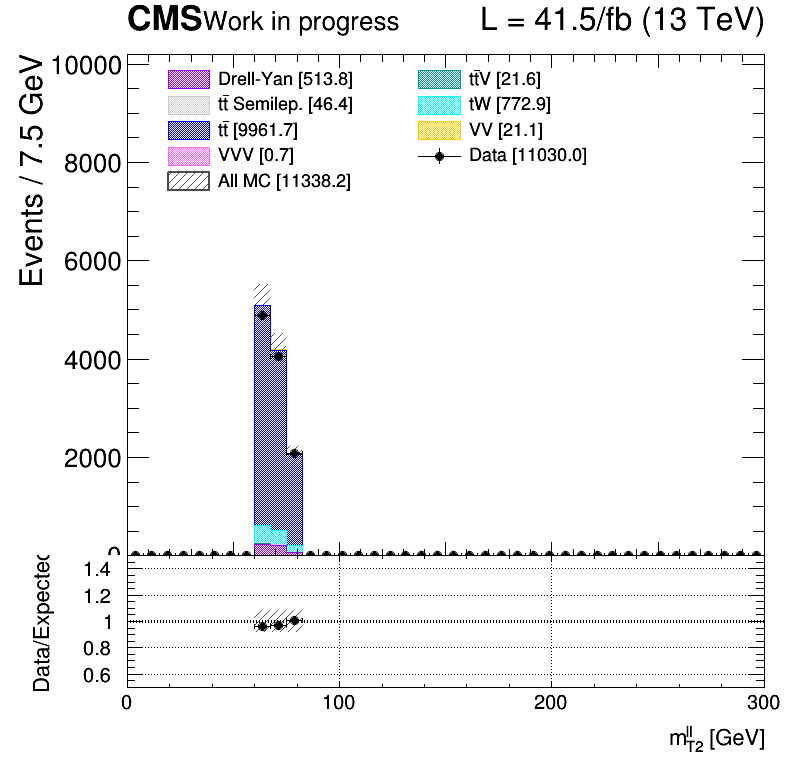 CMS Work in progress L = 41.5/fb (13 TeV)
Events / 7.5 GeV
10000
8000
6000
4000
2000
0
Drell-Yan [513.8]
tt̄ Semilep. [46.4]
tt̄ [9961.7]
VVV [0.7]
All MC [11338.2]
tt̄V [21.6]
tW [772.9]
VV [21.1]
Data [11030.0]
Data/Expected
1.4
1.2
1
0.8
0.6
0 100 200 300
m_{T2}^{ll} [GeV]